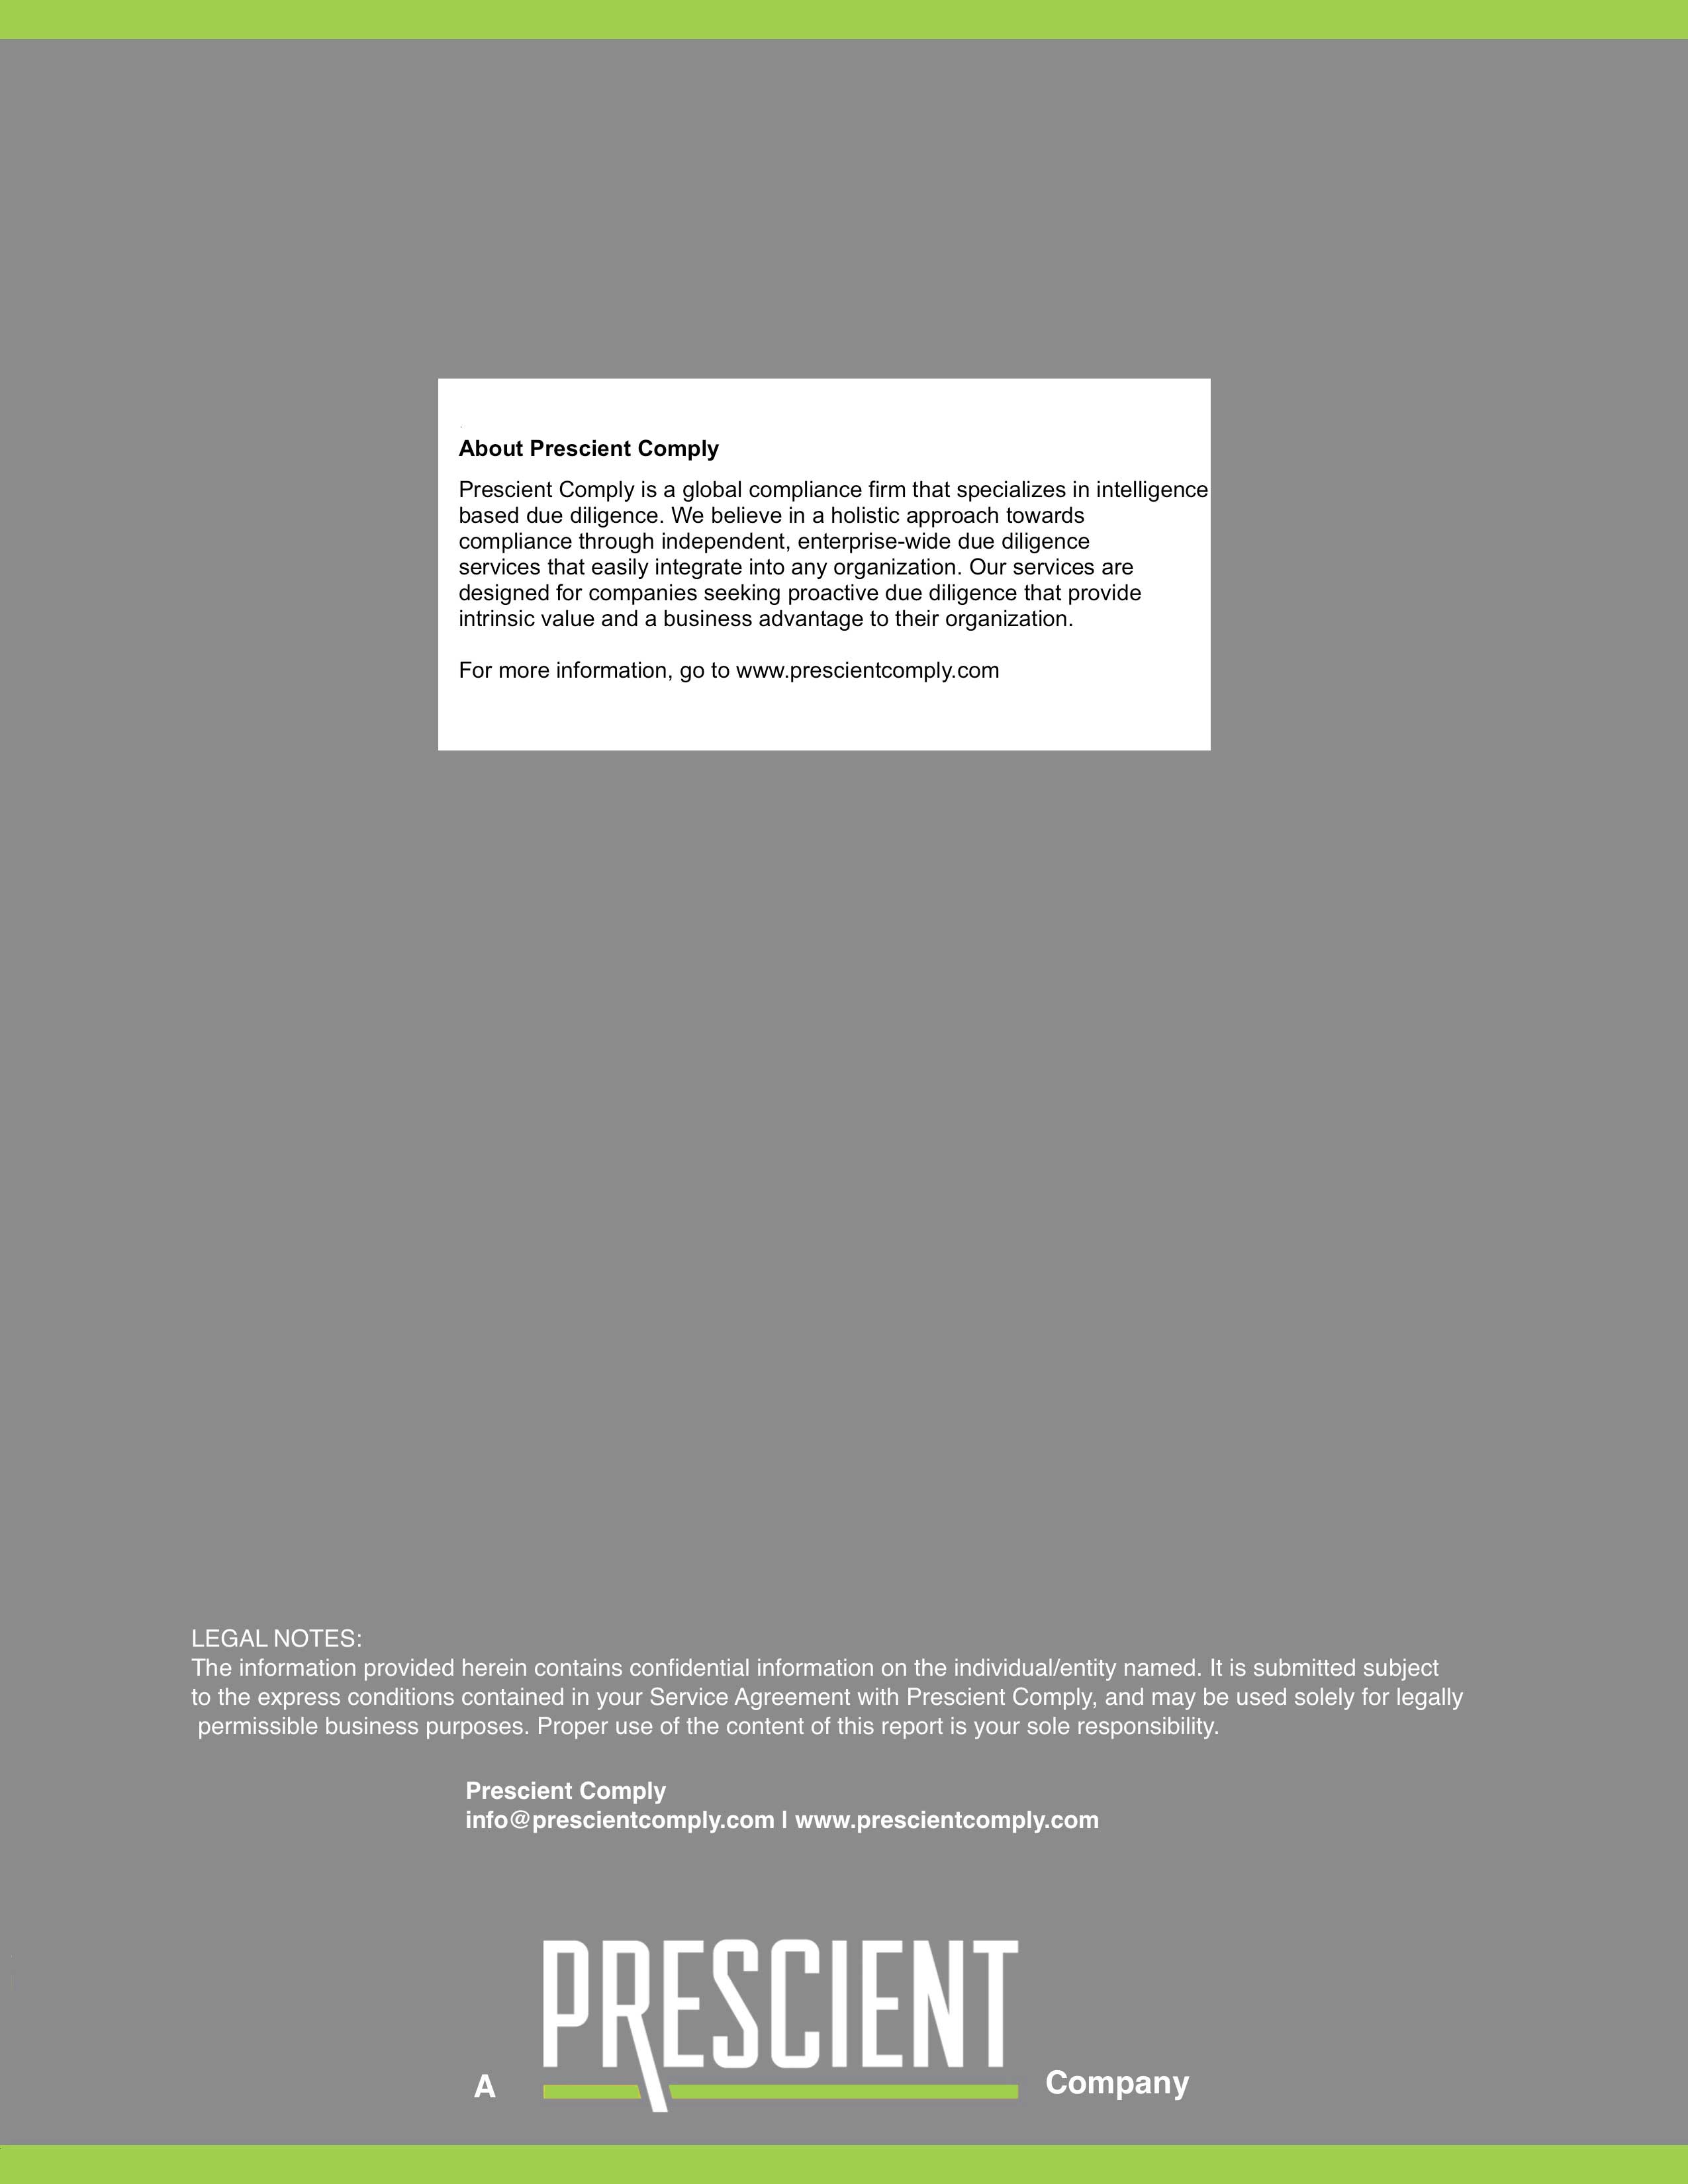 About Prescient Comply
Prescient Comply is a global compliance firm that specializes in intelligence
based due diligence. We believe in a holistic approach towards
compliance through independent, enterprise-wide due diligence
services that easily integrate into any organization. Our services are
designed for companies seeking proactive due diligence that provide
intrinsic value and a business advantage to their organization.
For more information, go to www.prescientcomply.com
LEGAL NOTES:
The information provided herein contains confidential information on the individual/entity named. It is submitted subject
to the express conditions contained in your Service Agreement with Prescient Comply, and may be used solely for legally
permissible business purposes. Proper use of the content of this report is your sole responsibility.
Prescient Comply
info@prescientcomply.com | www.prescientcomply.com
A PRESCIENT Company